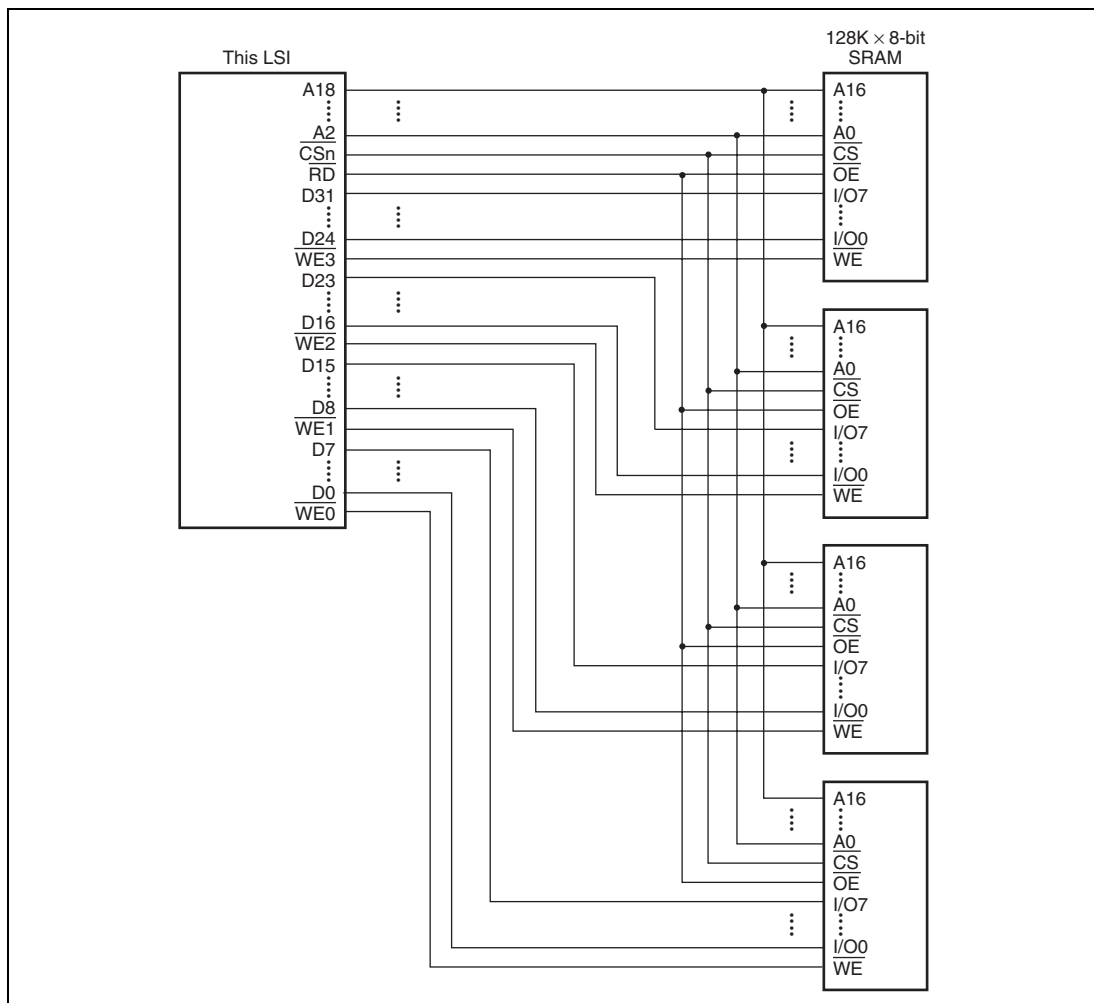 This LSI
A18
A2
CSn
RD
D31
D24
WE3
D23
D16
WE2
D15
D8
WE1
D7
D0
WE0
128K × 8-bit
SRAM
A16
A0
CS
OE
I/O7
I/O0
WE
A16
A0
CS
OE
I/O7
I/O0
WE
A16
A0
CS
OE
I/O7
I/O0
WE
A16
A0
CS
OE
I/O7
I/O0
WE